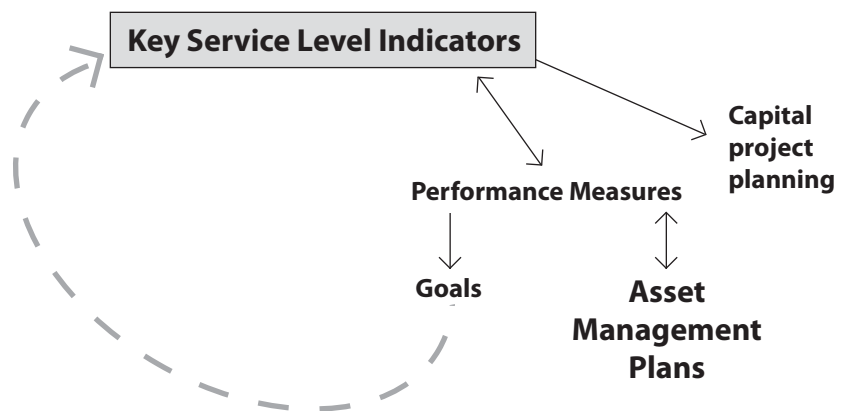 Key Service Level Indicators
Capital
project
planning
Performance Measures
Goals
Asset
Management
Plans